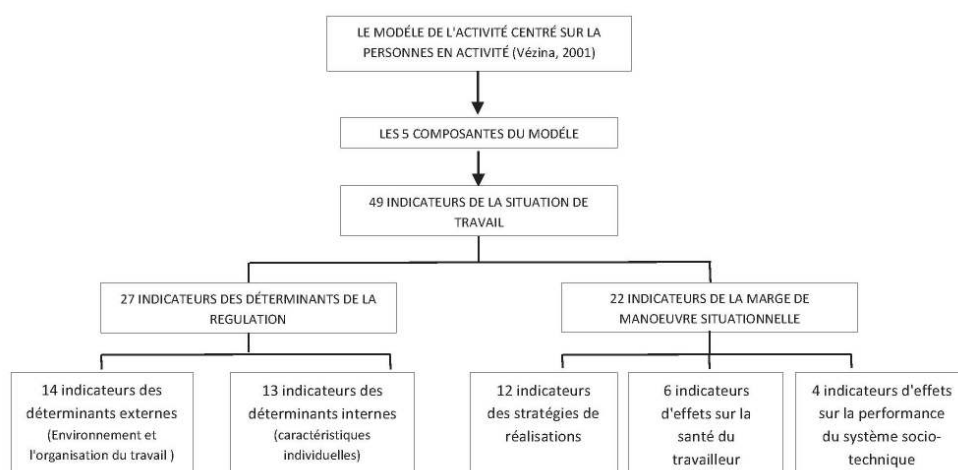 LE MODÉLE DE L'ACTIVITÉ CENTRÉ SUR LA
PERSONNES EN ACTIVITÉ (Vézina, 2001)
LES 5 COMPOSANTES DU MODÉLE
49 INDICATEURS DE LA SITUATION DE
TRAVAIL
27 INDICATEURS DES DÉTERMINANTS DE LA
REGULATION
22 INDICATEURS DE LA MARGE DE
MANOEUVRE SITUATIONNELLE
14 indicateurs des
déterminants externes
(Environnement et
l'organisation du travail )
13 indicateurs des
déterminants internes
(caractéristiques
individuelles)
12 indicateurs
des stratégies de
réalisations
6 indicateurs
d'effets sur la
santé du
travailleur
4 indicateurs d'effets
sur la performance
du système socio-
technique